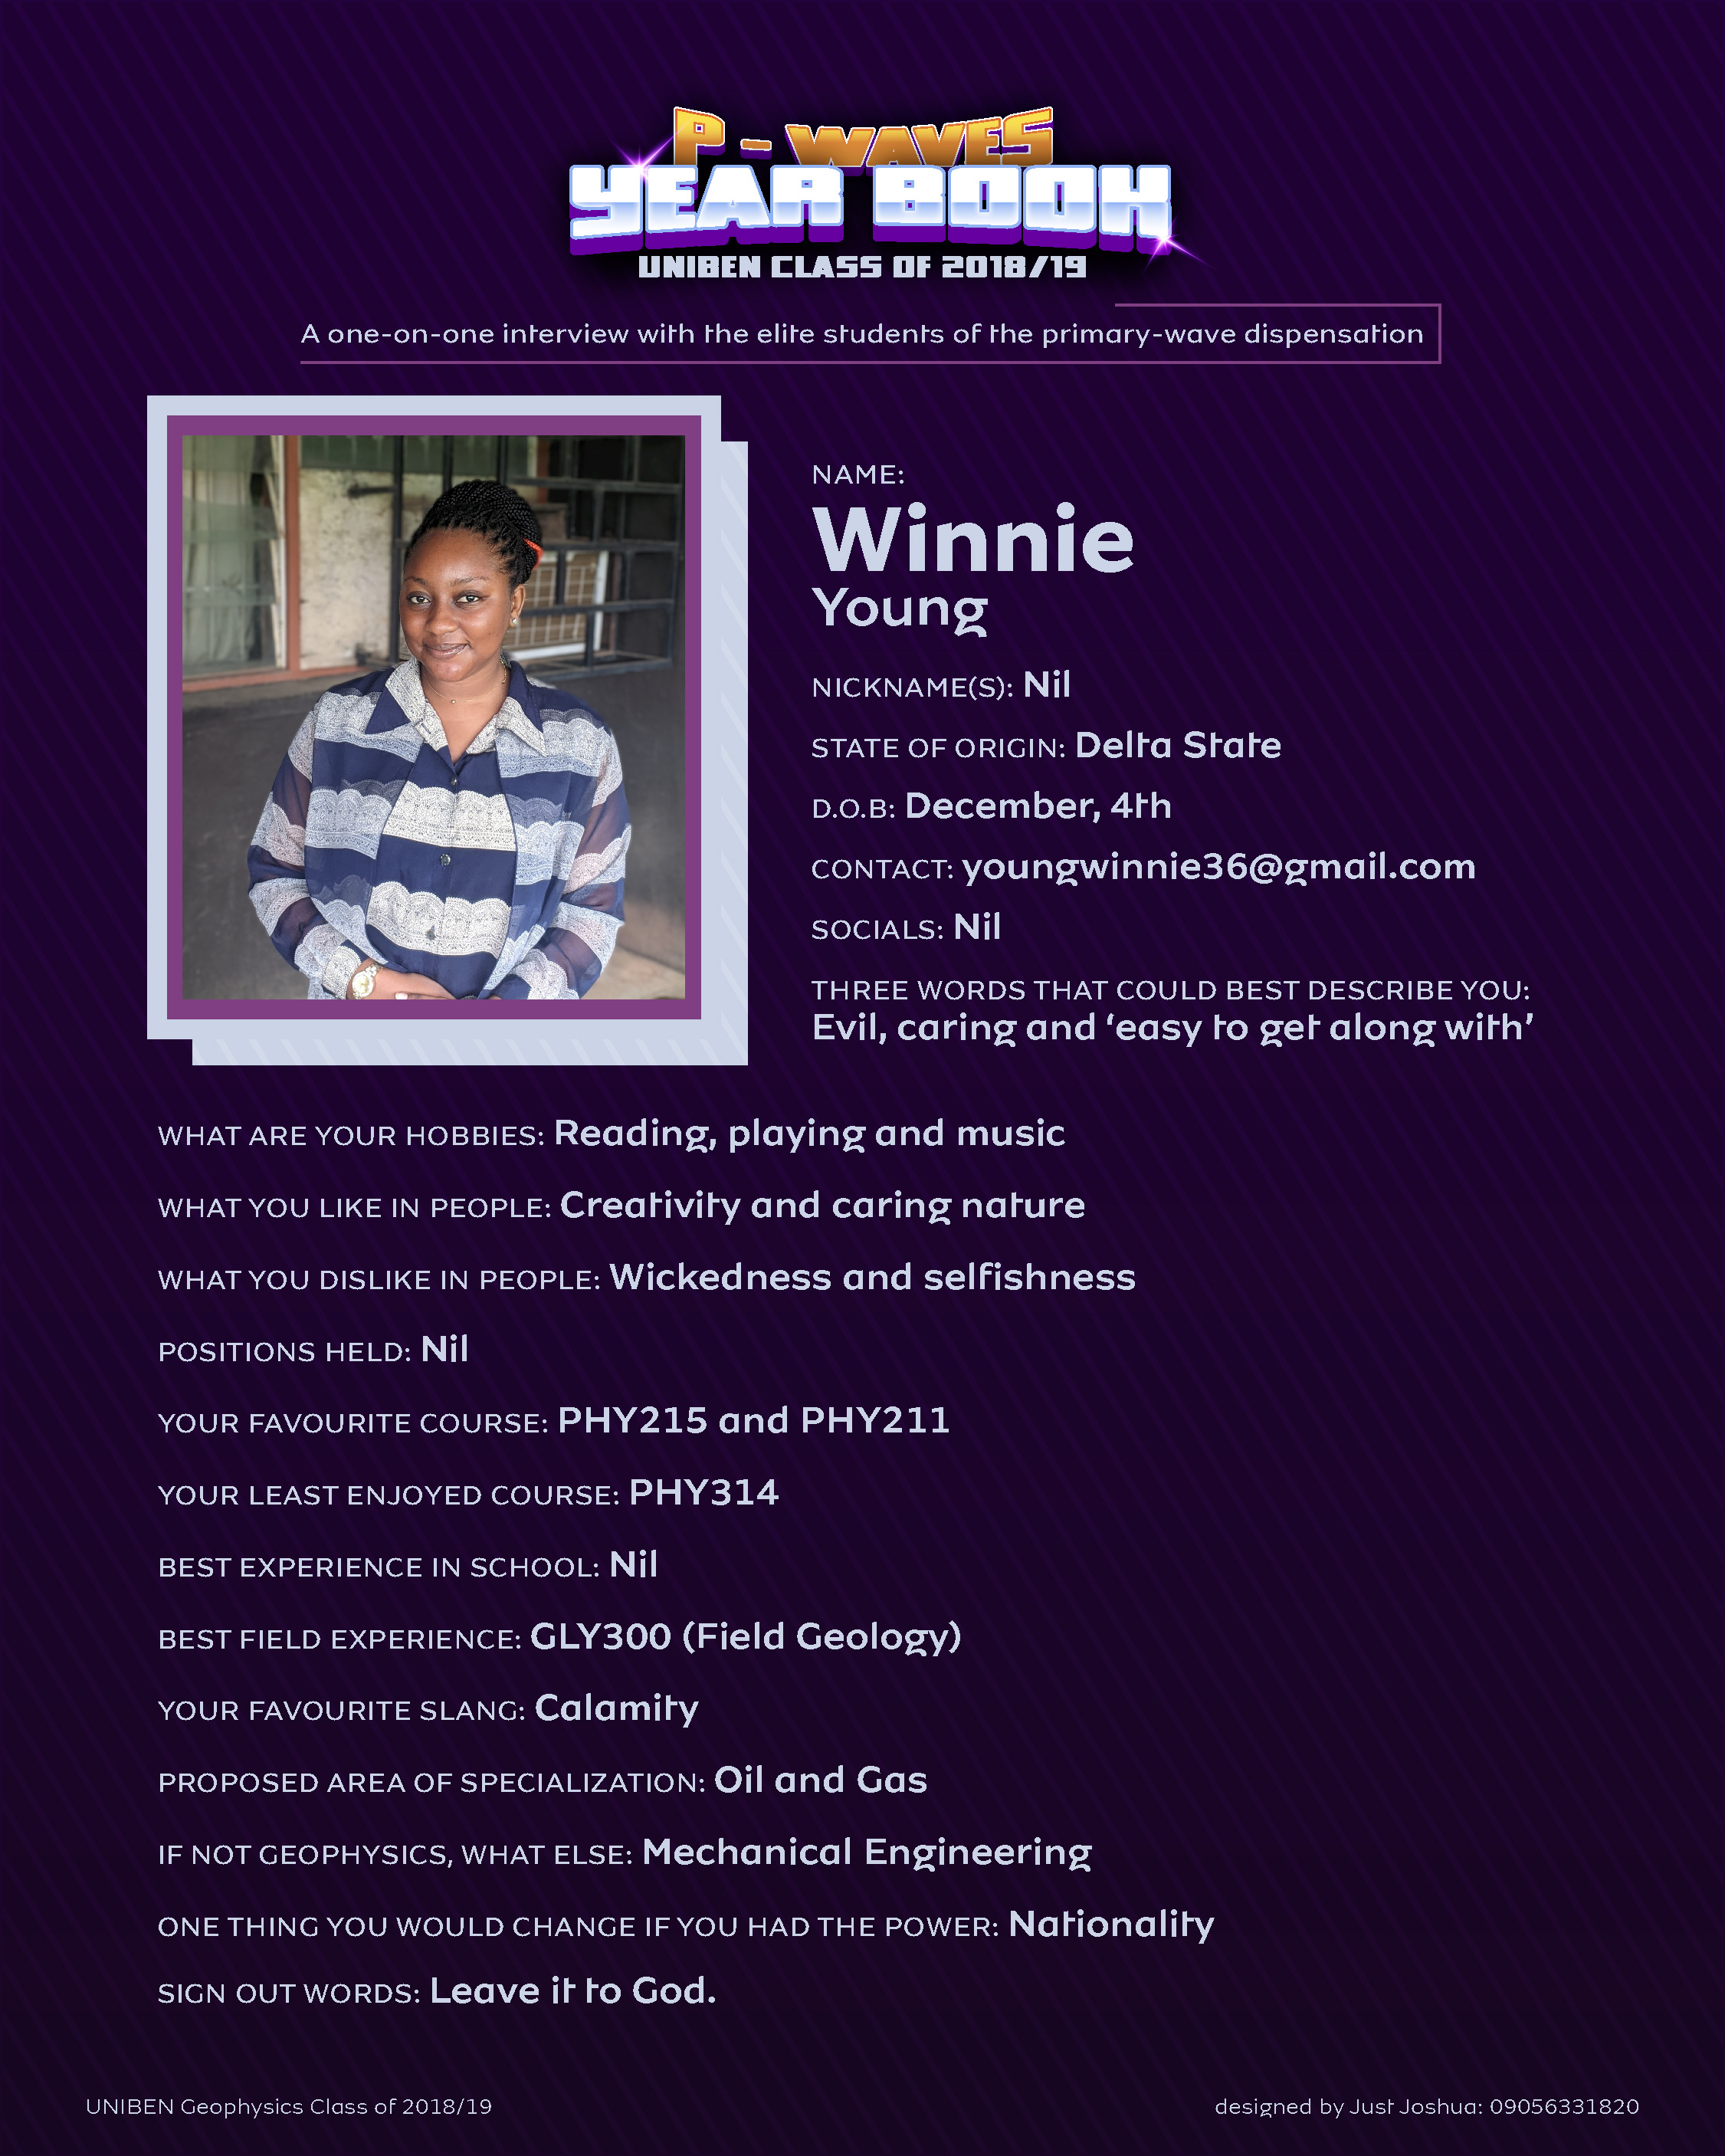 P - WAVES
YEAR BOOK
UNIBEN CLASS OF 2018/19
A one-on-one interview with the elite students of the primary-wave dispensation
NAME:
Winnie
Young
NICKNAME(S): Nil
STATE OF ORIGIN: Delta State
D.O.B: December, 4th
CONTACT: youngwinnie36@gmail.com
SOCIALS: Nil
THREE WORDS THAT COULD BEST DESCRIBE YOU:
Evil, caring and ‘easy to get along with’
WHAT ARE YOUR HOBBIES: Reading, playing and music
WHAT YOU LIKE IN PEOPLE: Creativity and caring nature
WHAT YOU DISLIKE IN PEOPLE: Wickedness and selfishness
POSITIONS HELD: Nil
YOUR FAVOURITE COURSE: PHY215 and PHY211
YOUR LEAST ENJOYED COURSE: PHY314
BEST EXPERIENCE IN SCHOOL: Nil
BEST FIELD EXPERIENCE: GLY300 (Field Geology)
YOUR FAVOURITE SLANG: Calamity
PROPOSED AREA OF SPECIALIZATION: Oil and Gas
IF NOT GEOPHYSICS, WHAT ELSE: Mechanical Engineering
ONE THING YOU WOULD CHANGE IF YOU HAD THE POWER: Nationality
SIGN OUT WORDS: Leave it to God.
UNIBEN Geophysics Class of 2018/19
designed by Just Joshua: 09056331820